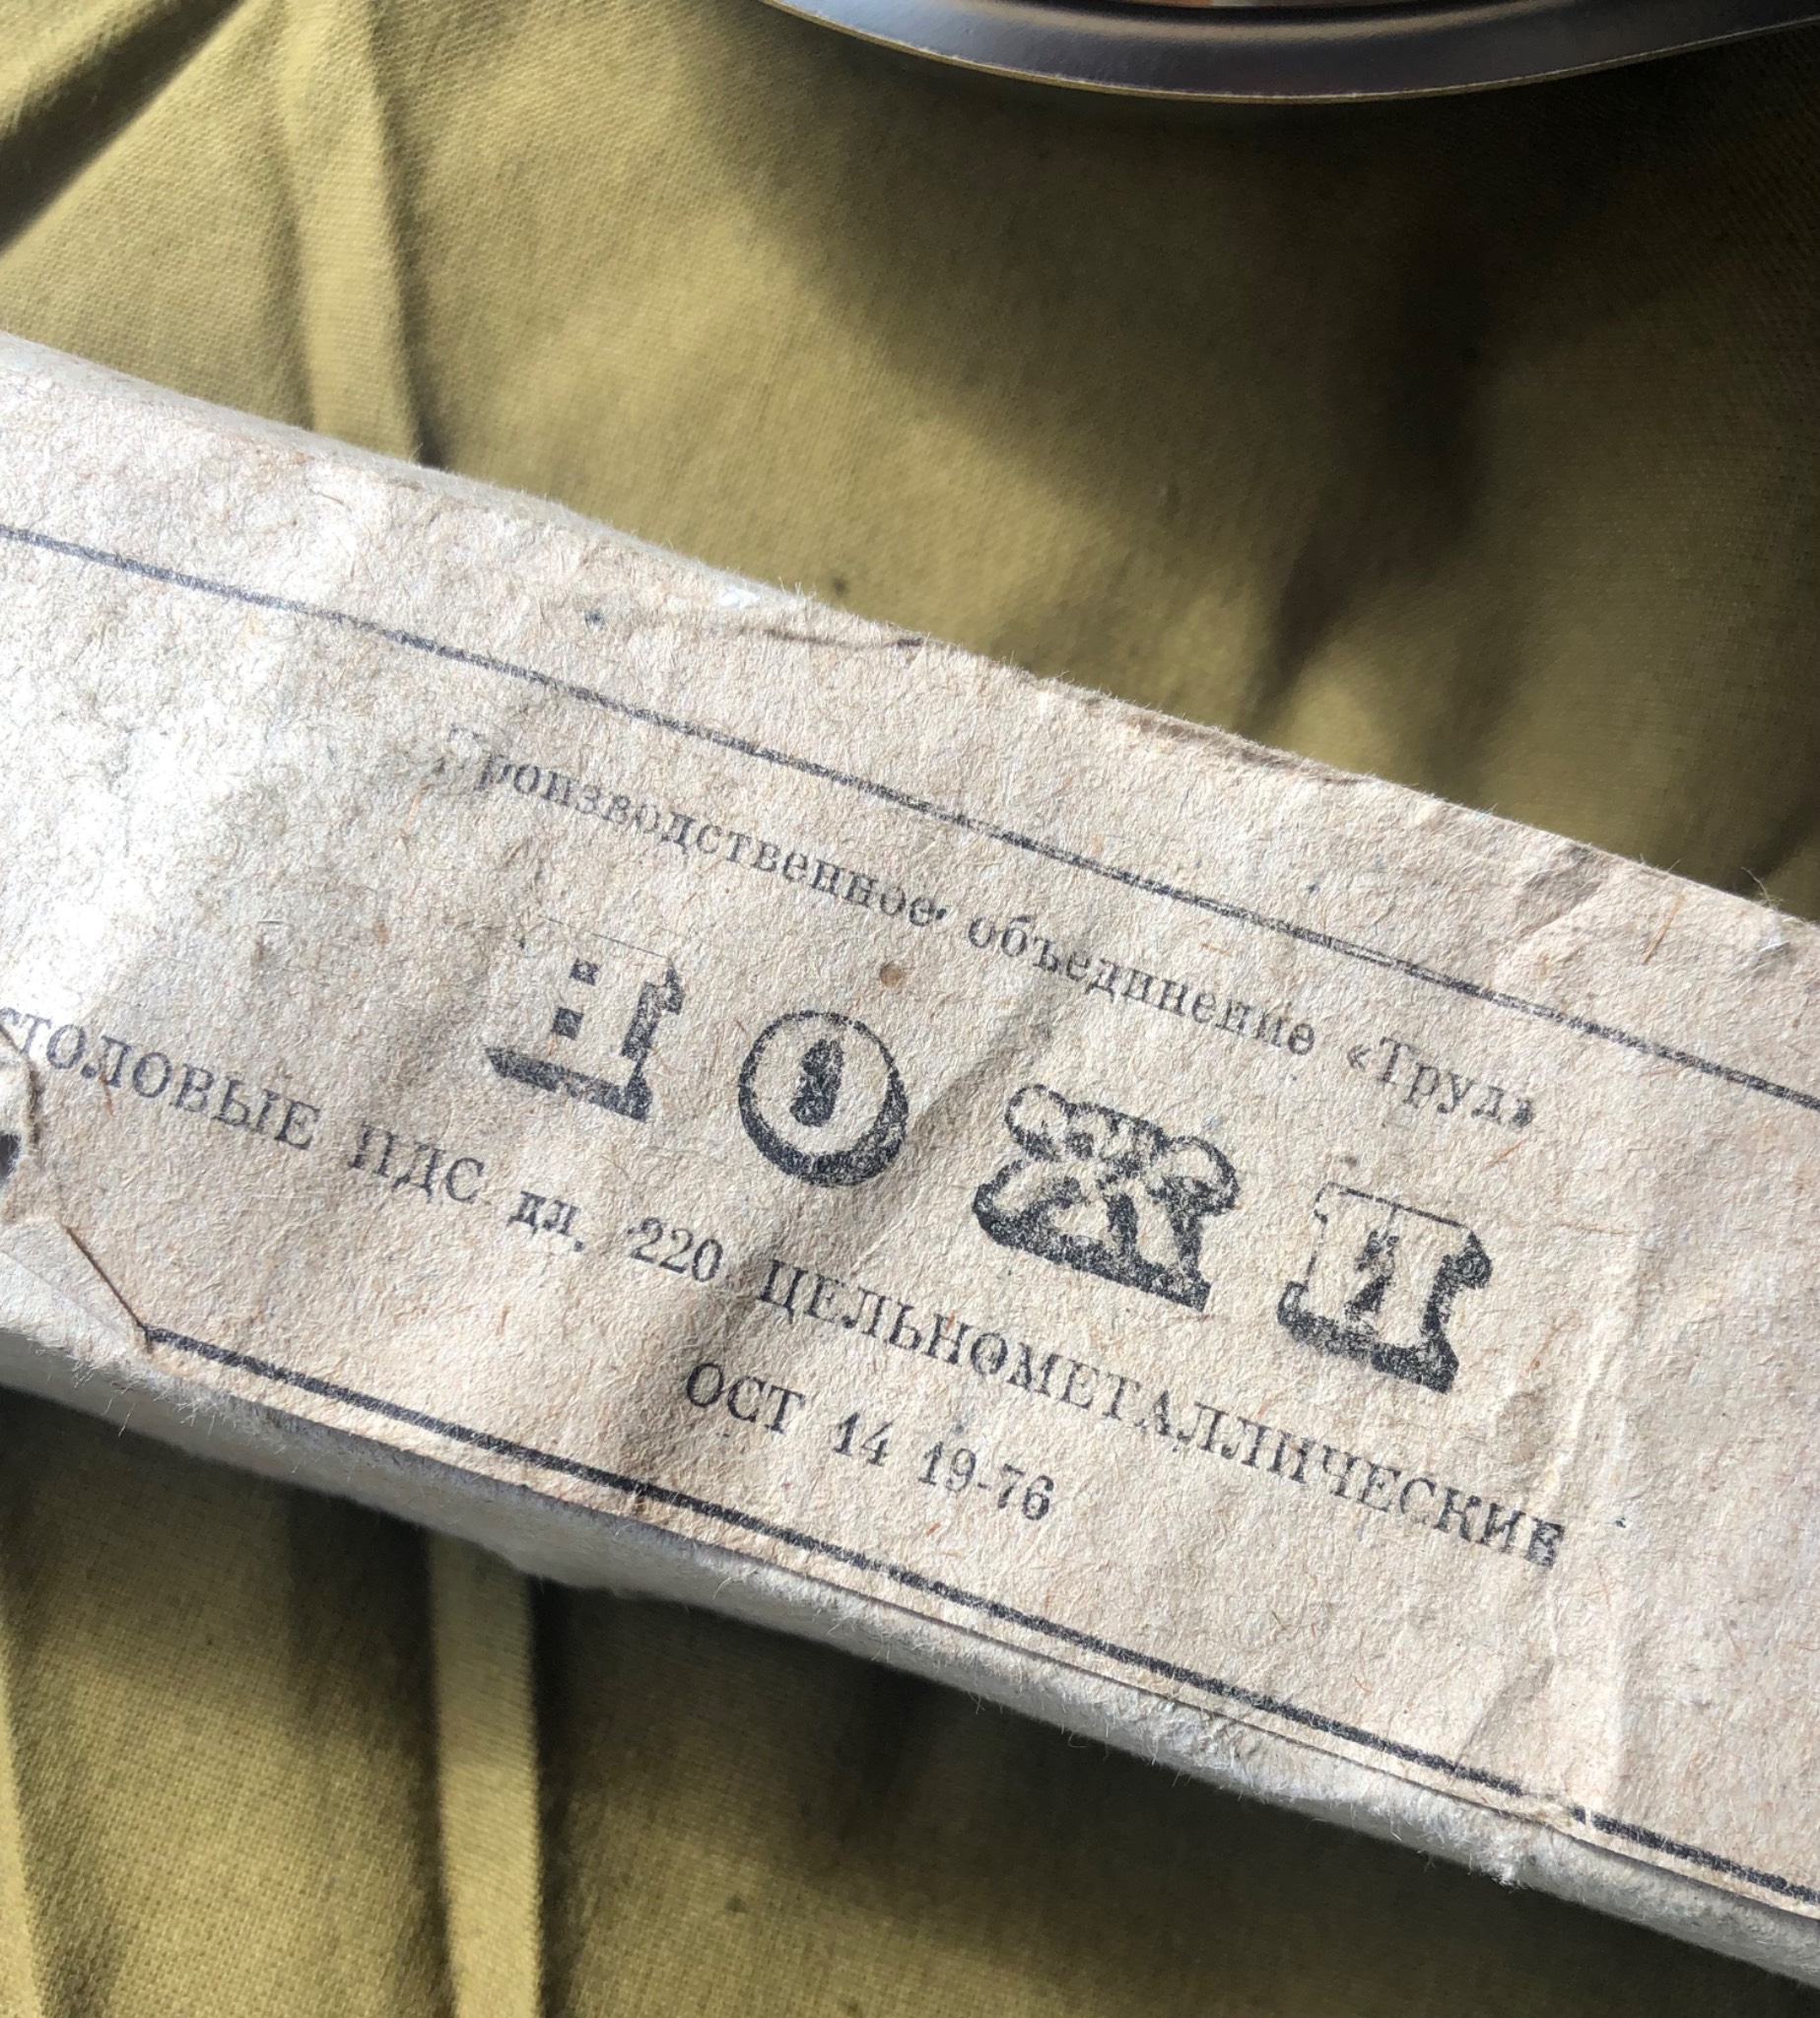 Производственное объединение «Труд»
НОЖИ
СТОЛОВЫЕ НДС дл. 220 ЦЕЛЬНОМЕТАЛЛИЧЕСКИЕ
ОСТ 14 19-76